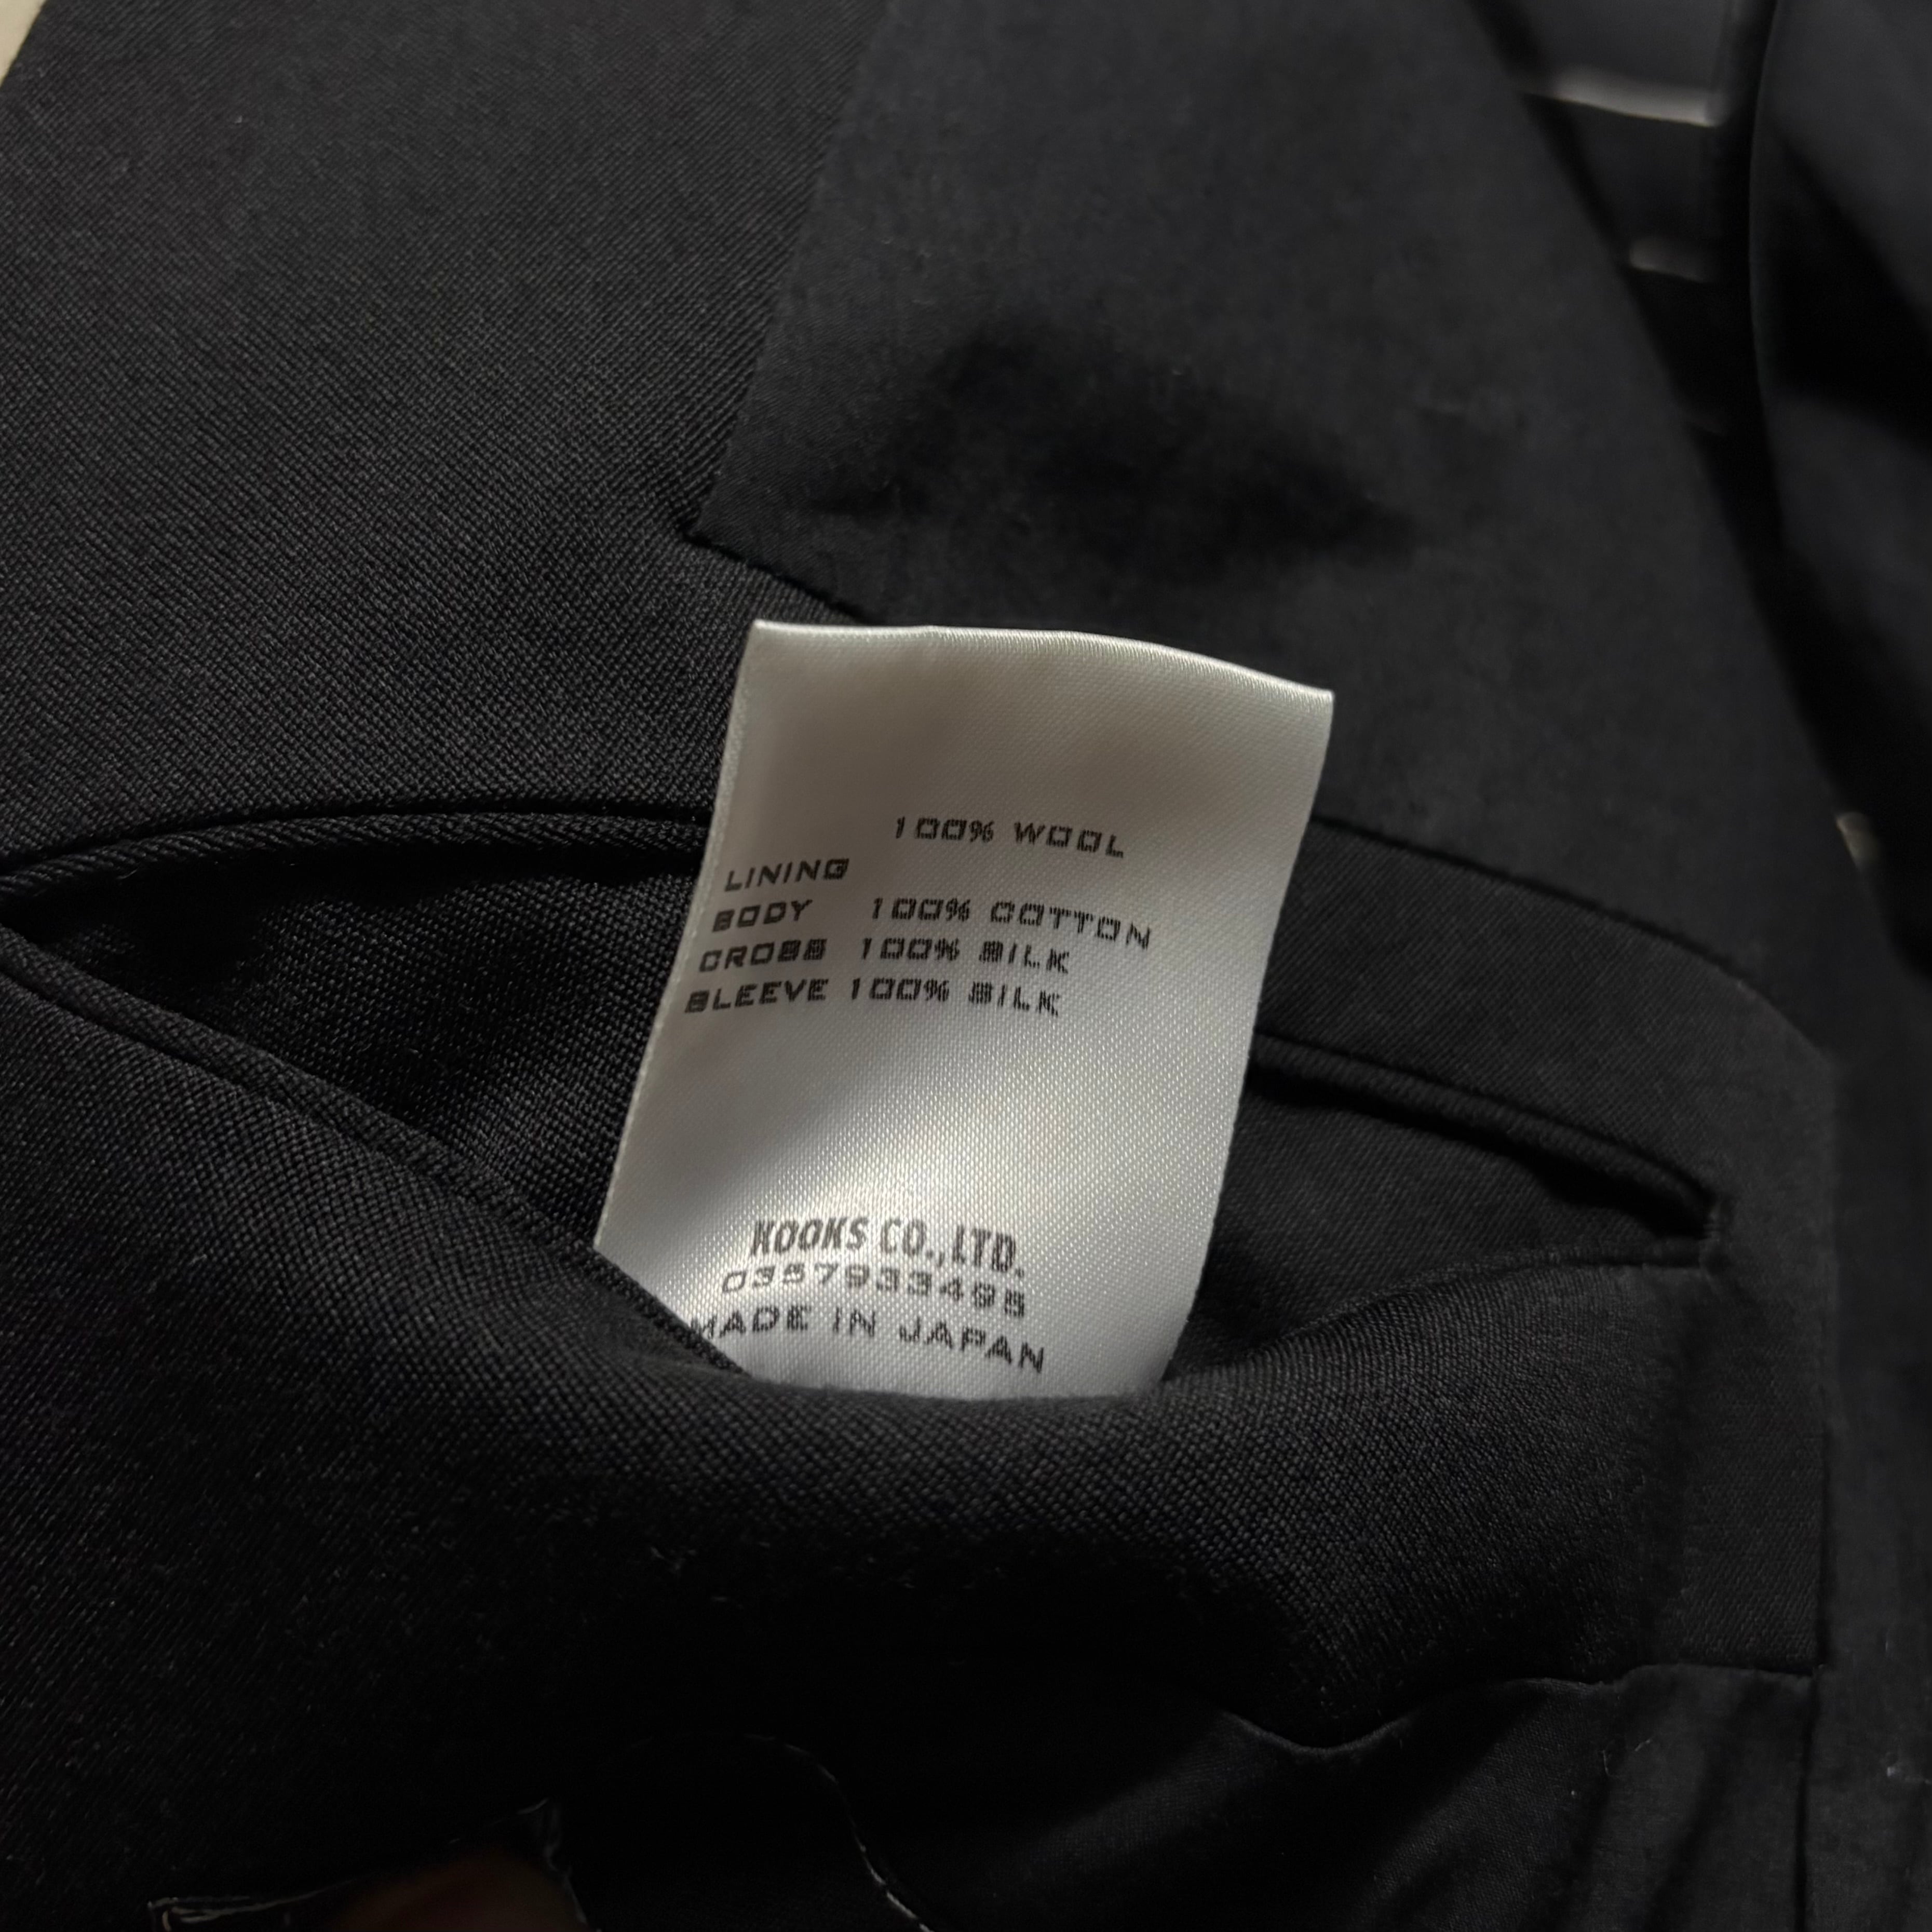 100% WOOL
LINING
BODY 100% COTTON
CROSS 100% SILK
SLEEVE 100% SILK
KOOKS CO.,LTD.
0357933495
MADE IN JAPAN